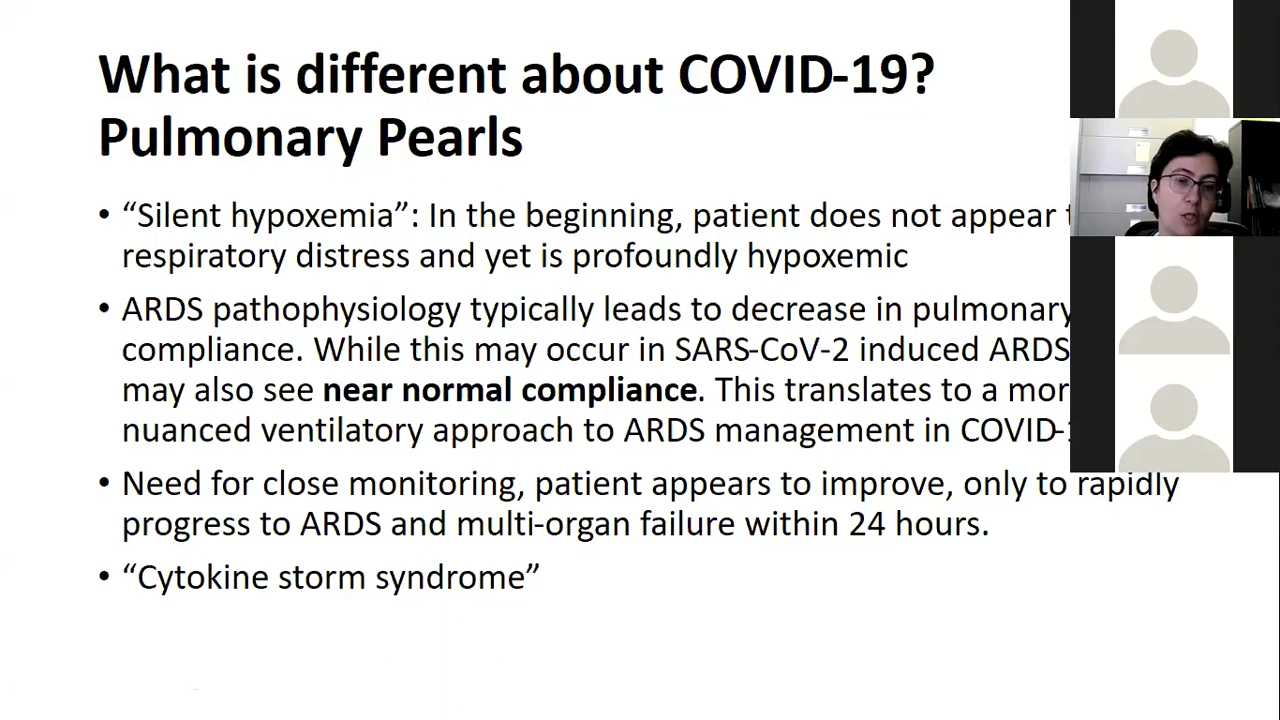 What is different about COVID-19?
Pulmonary Pearls
• “Silent hypoxemia”: In the beginning, patient does not appear
respiratory distress and yet is profoundly hypoxemic
• ARDS pathophysiology typically leads to decrease in pulmonary
compliance. While this may occur in SARS-CoV-2 induced ARDS
may also see near normal compliance. This translates to a mor
nuanced ventilatory approach to ARDS management in COVID-
• Need for close monitoring, patient appears to improve, only to rapidly
progress to ARDS and multi-organ failure within 24 hours.
• “Cytokine storm syndrome”